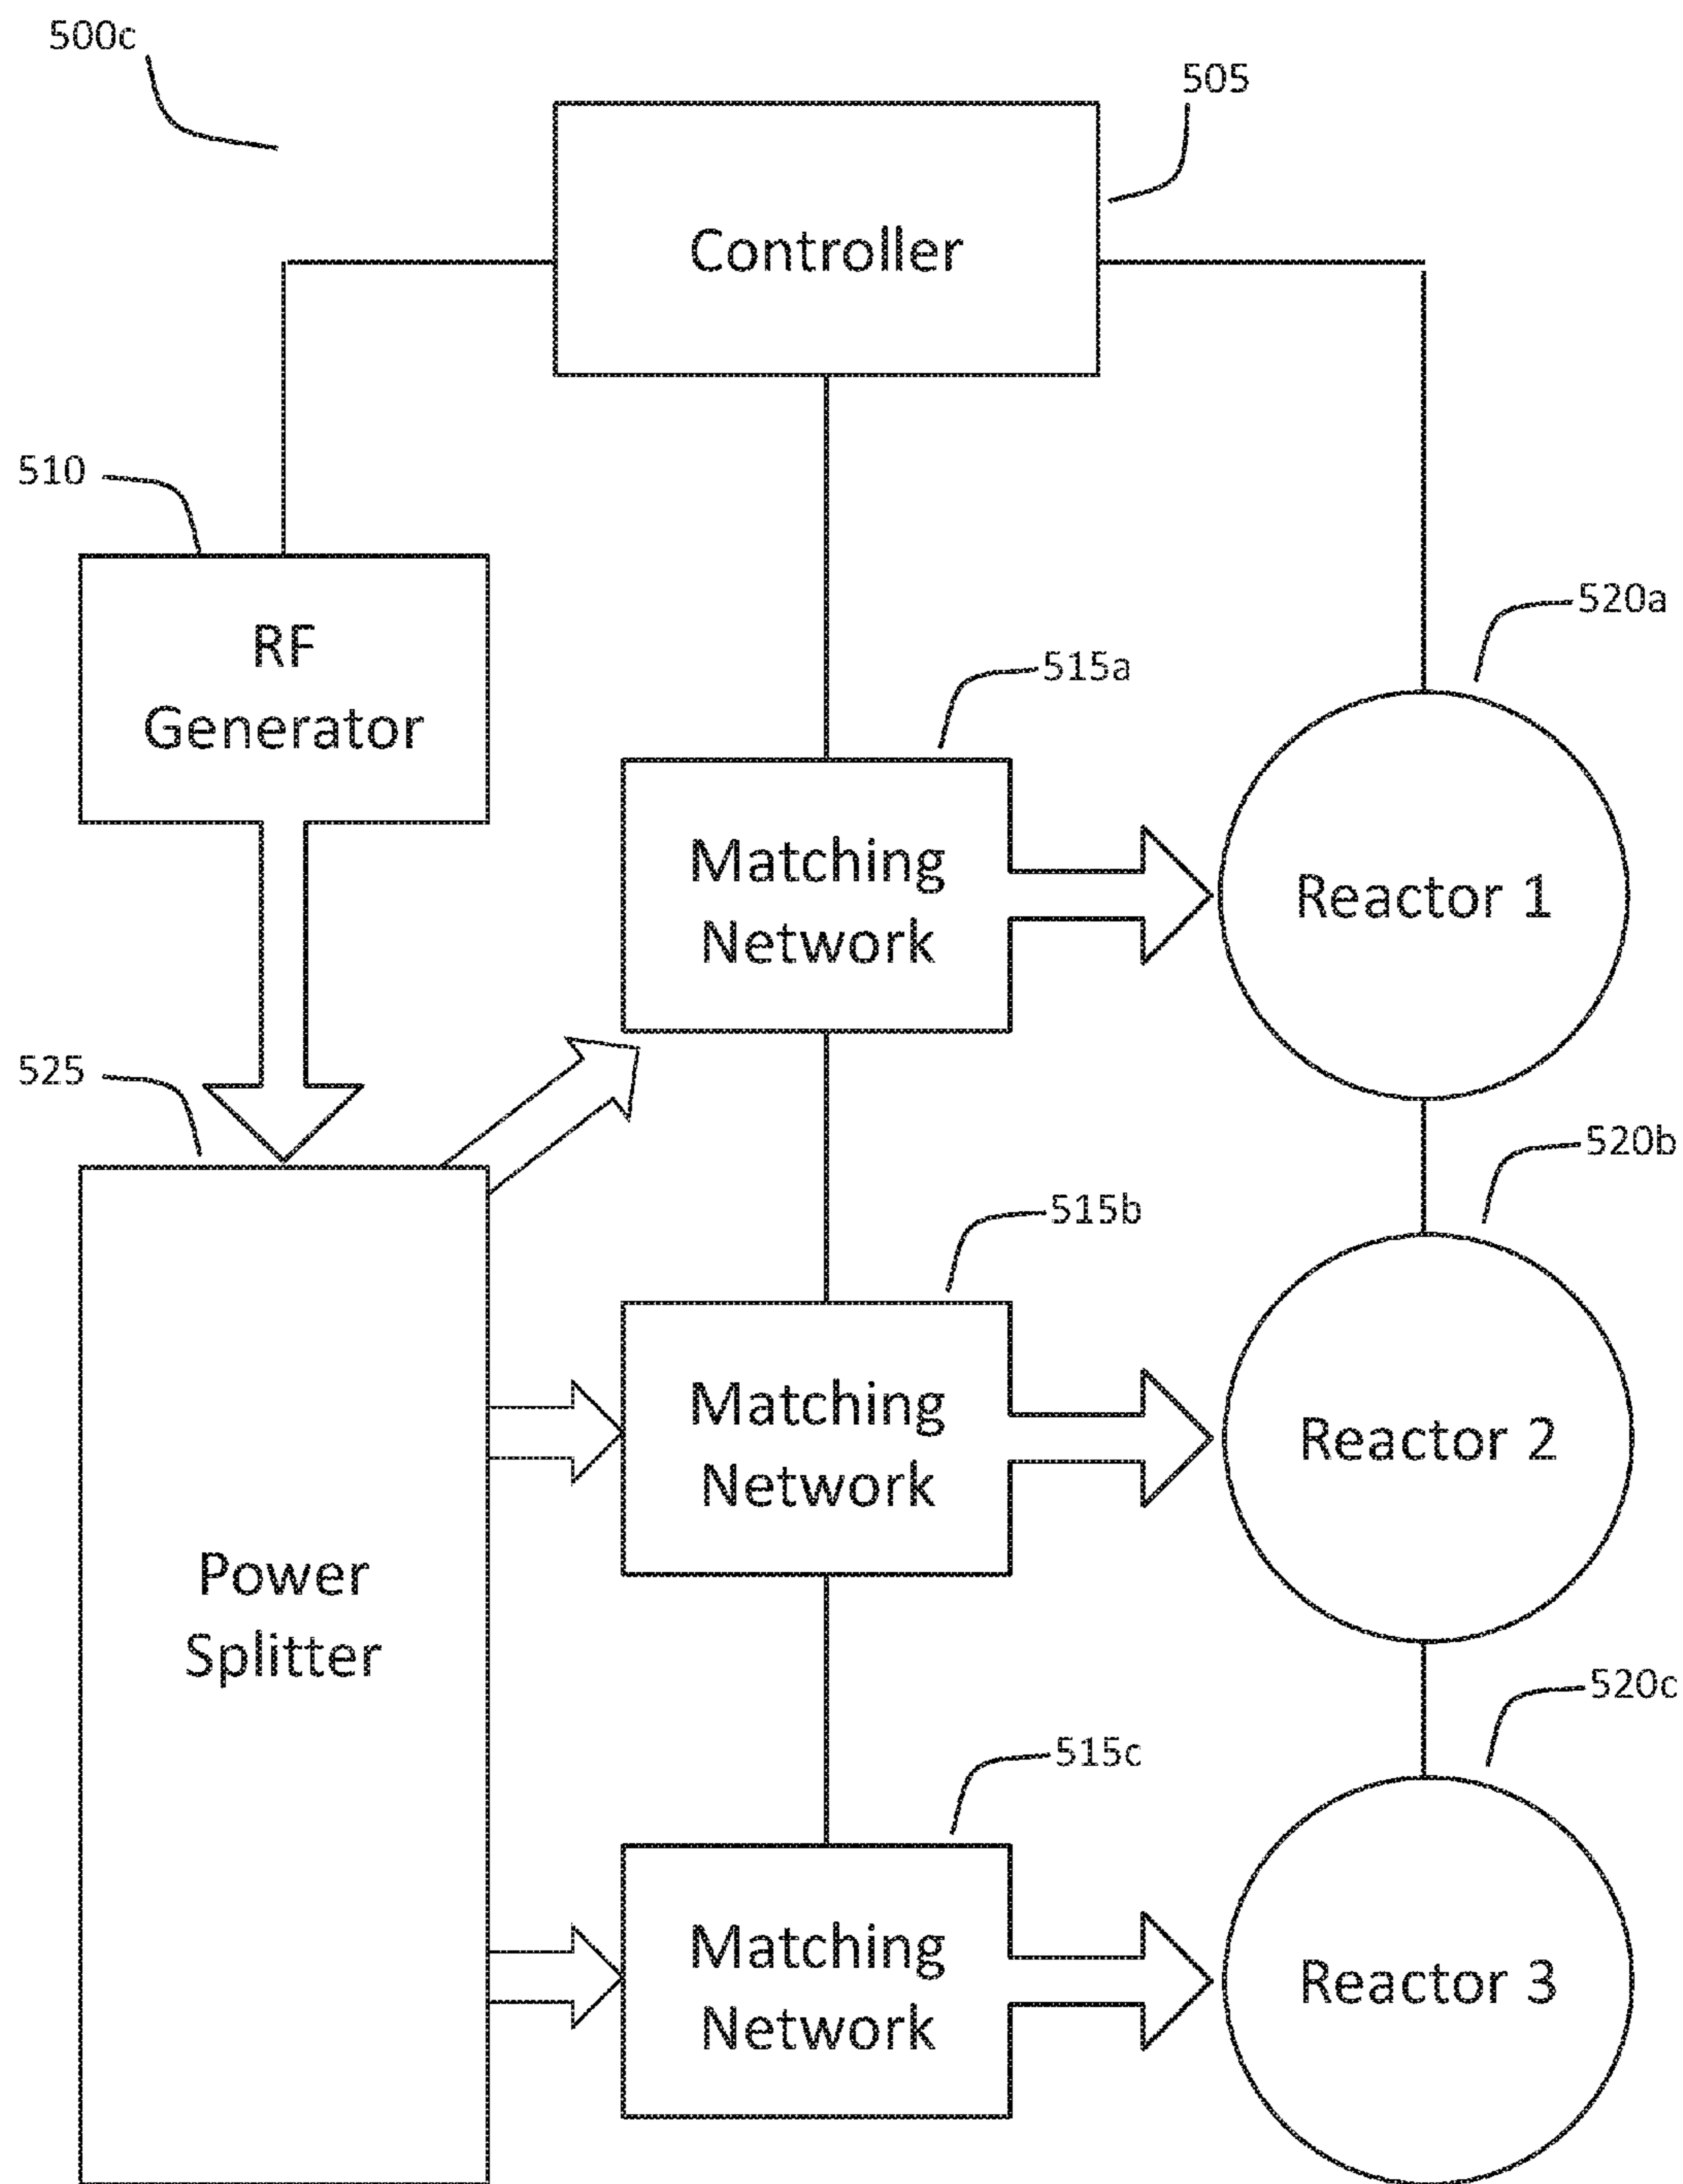 500c
505
Controller
510
RF
Generator
520a
515a
Matching
Network
Reactor 1
525
520b
515b
Matching
Network
Reactor 2
Power
Splitter
520c
515c
Matching
Network
Reactor 3